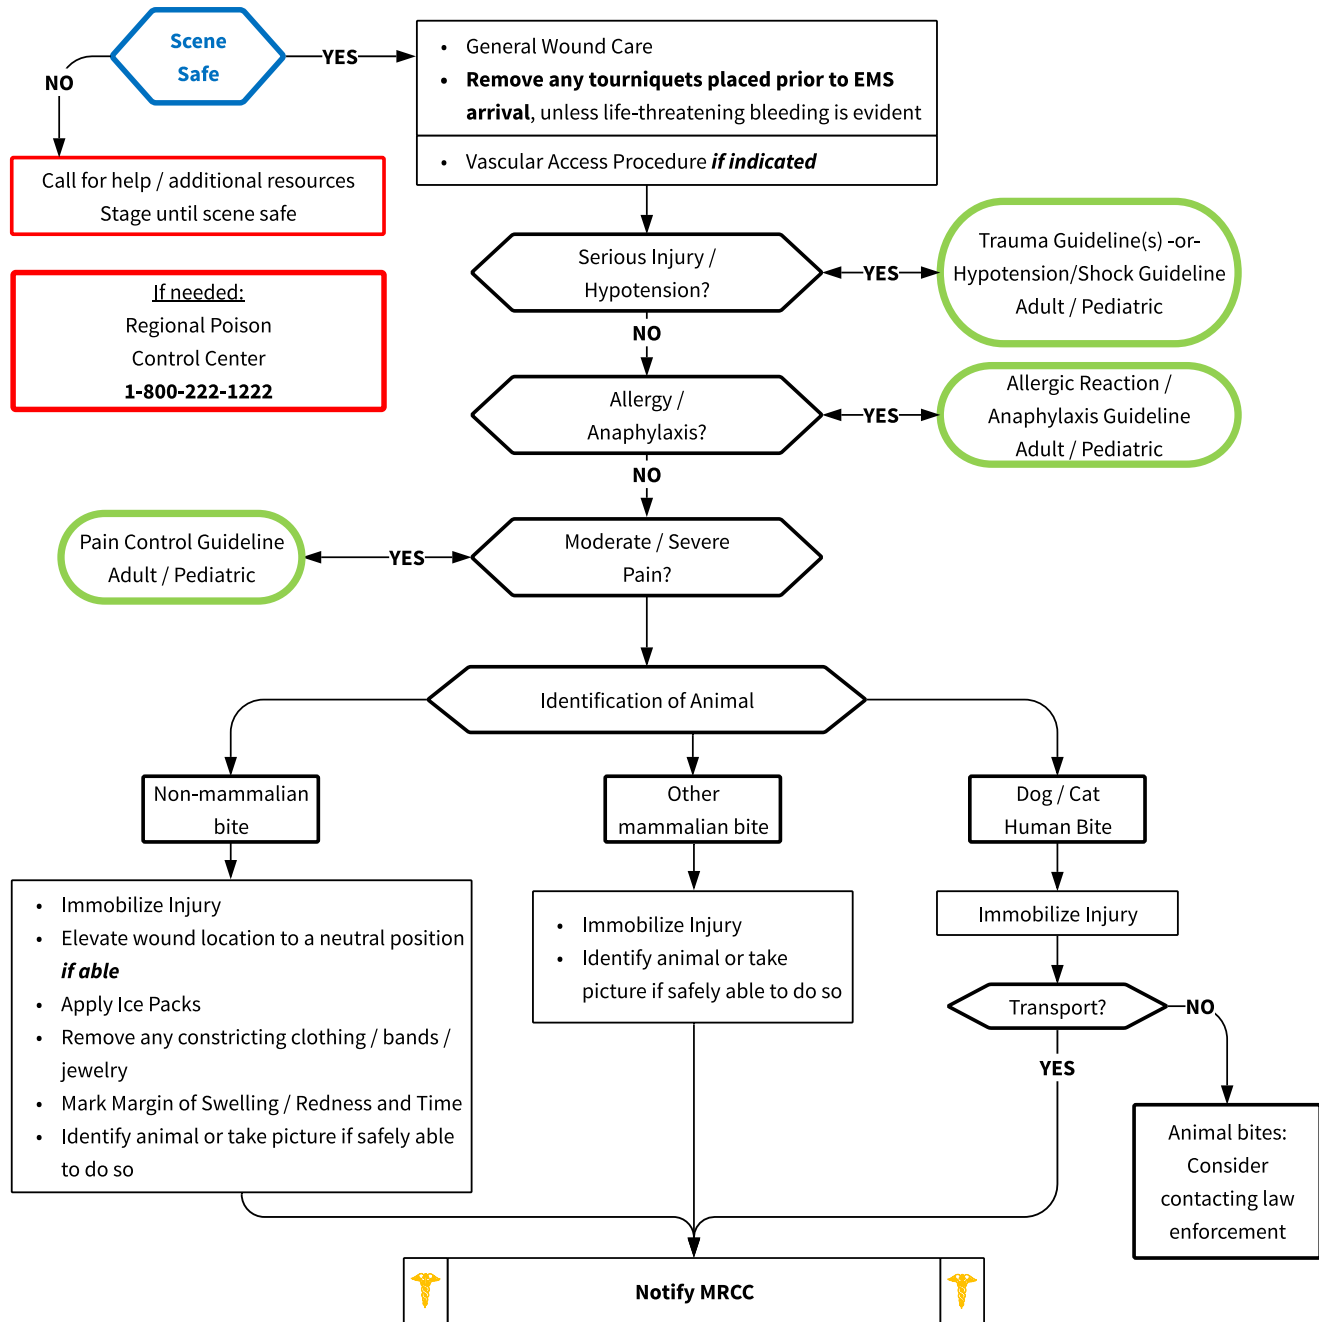 Scene
Safe
YES
NO
• General Wound Care
• Remove any tourniquets placed prior to EMS
arrival, unless life-threatening bleeding is evident
• Vascular Access Procedure if indicated
Call for help / additional resources
Stage until scene safe
If needed:
Regional Poison
Control Center
1-800-222-1222
Serious Injury /
Hypotension?
YES
Trauma Guideline(s) -or-
Hypotension/Shock Guideline
Adult / Pediatric
NO
Allergy /
Anaphylaxis?
YES
Allergic Reaction /
Anaphylaxis Guideline
Adult / Pediatric
NO
Moderate / Severe
Pain?
YES
Pain Control Guideline
Adult / Pediatric
Identification of Animal
Non-mammalian
bite
Other
mammalian bite
Dog / Cat
Human Bite
• Immobilize Injury
• Elevate wound location to a neutral position
if able
• Apply Ice Packs
• Remove any constricting clothing / bands /
jewelry
• Mark Margin of Swelling / Redness and Time
• Identify animal or take picture if safely able
to do so
• Immobilize Injury
• Identify animal or take
picture if safely able to do so
Immobilize Injury
Transport?
NO
YES
Animal bites:
Consider
contacting law
enforcement
Notify MRCC